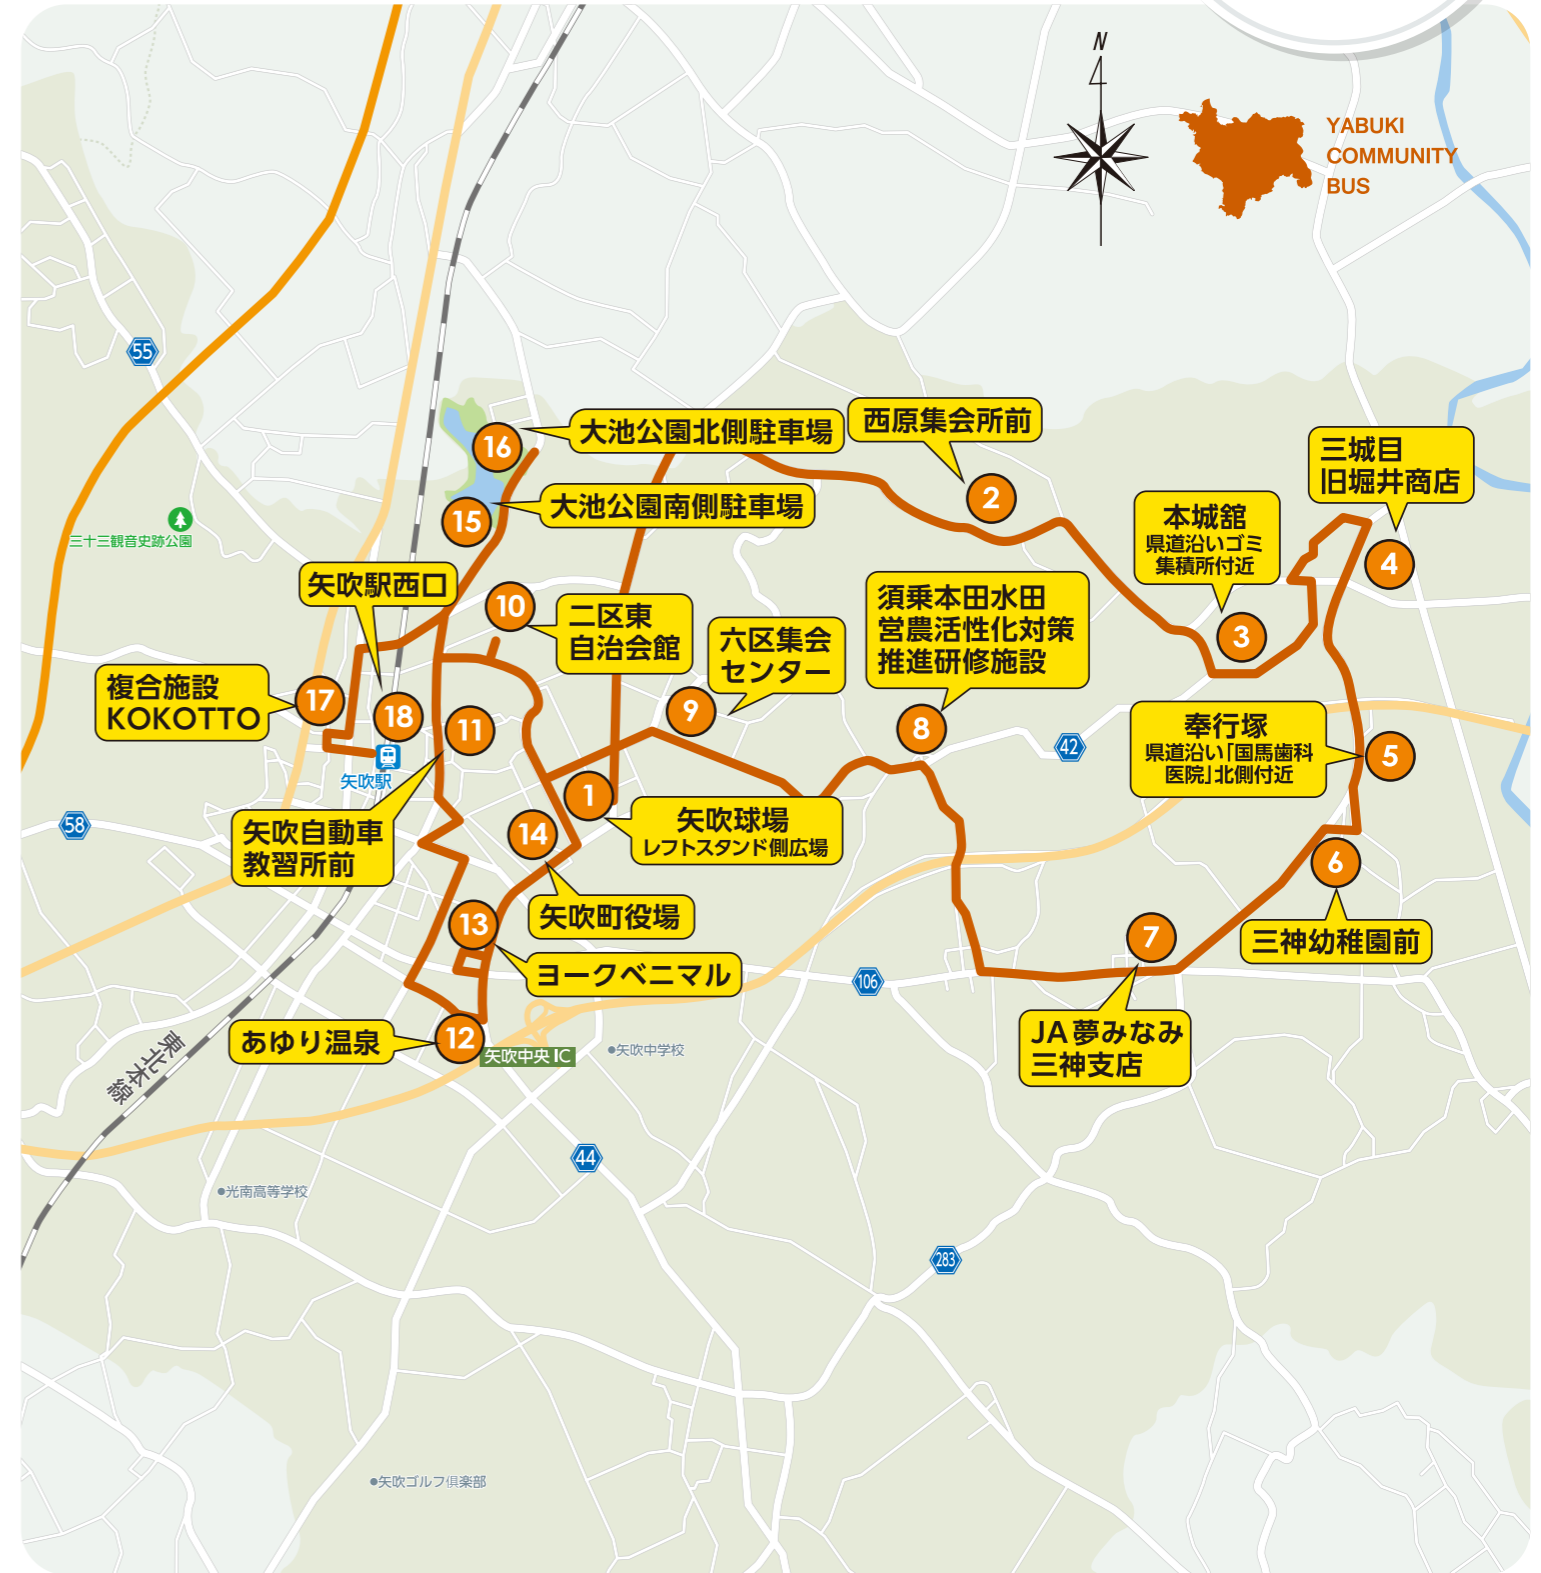 N
YABUKI
COMMUNITY
BUS
55
三十三観音史跡公園
16
大池公園北側駐車場
西原集会所前
2
三城目
旧堀井商店
4
15
大池公園南側駐車場
本城舘
県道沿いゴミ
集積所付近
3
矢吹駅西口
10
二区東
自治会館
六区集会
センター
須乗本田水田
営農活性化対策
推進研修施設
複合施設
KOKOTTO
17
18
11
9
8
42
奉行塚
県道沿い「国馬歯科
医院」北側付近
5
矢吹駅
58
矢吹自動車
教習所前
1
14
矢吹球場
レフトスタンド側広場
6
三神幼稚園前
矢吹町役場
13
ヨークベニマル
7
106
JA夢みなみ
三神支店
あゆり温泉
12
矢吹中央IC
矢吹中学校
東北本線
44
光南高等学校
283
矢吹ゴルフ倶楽部